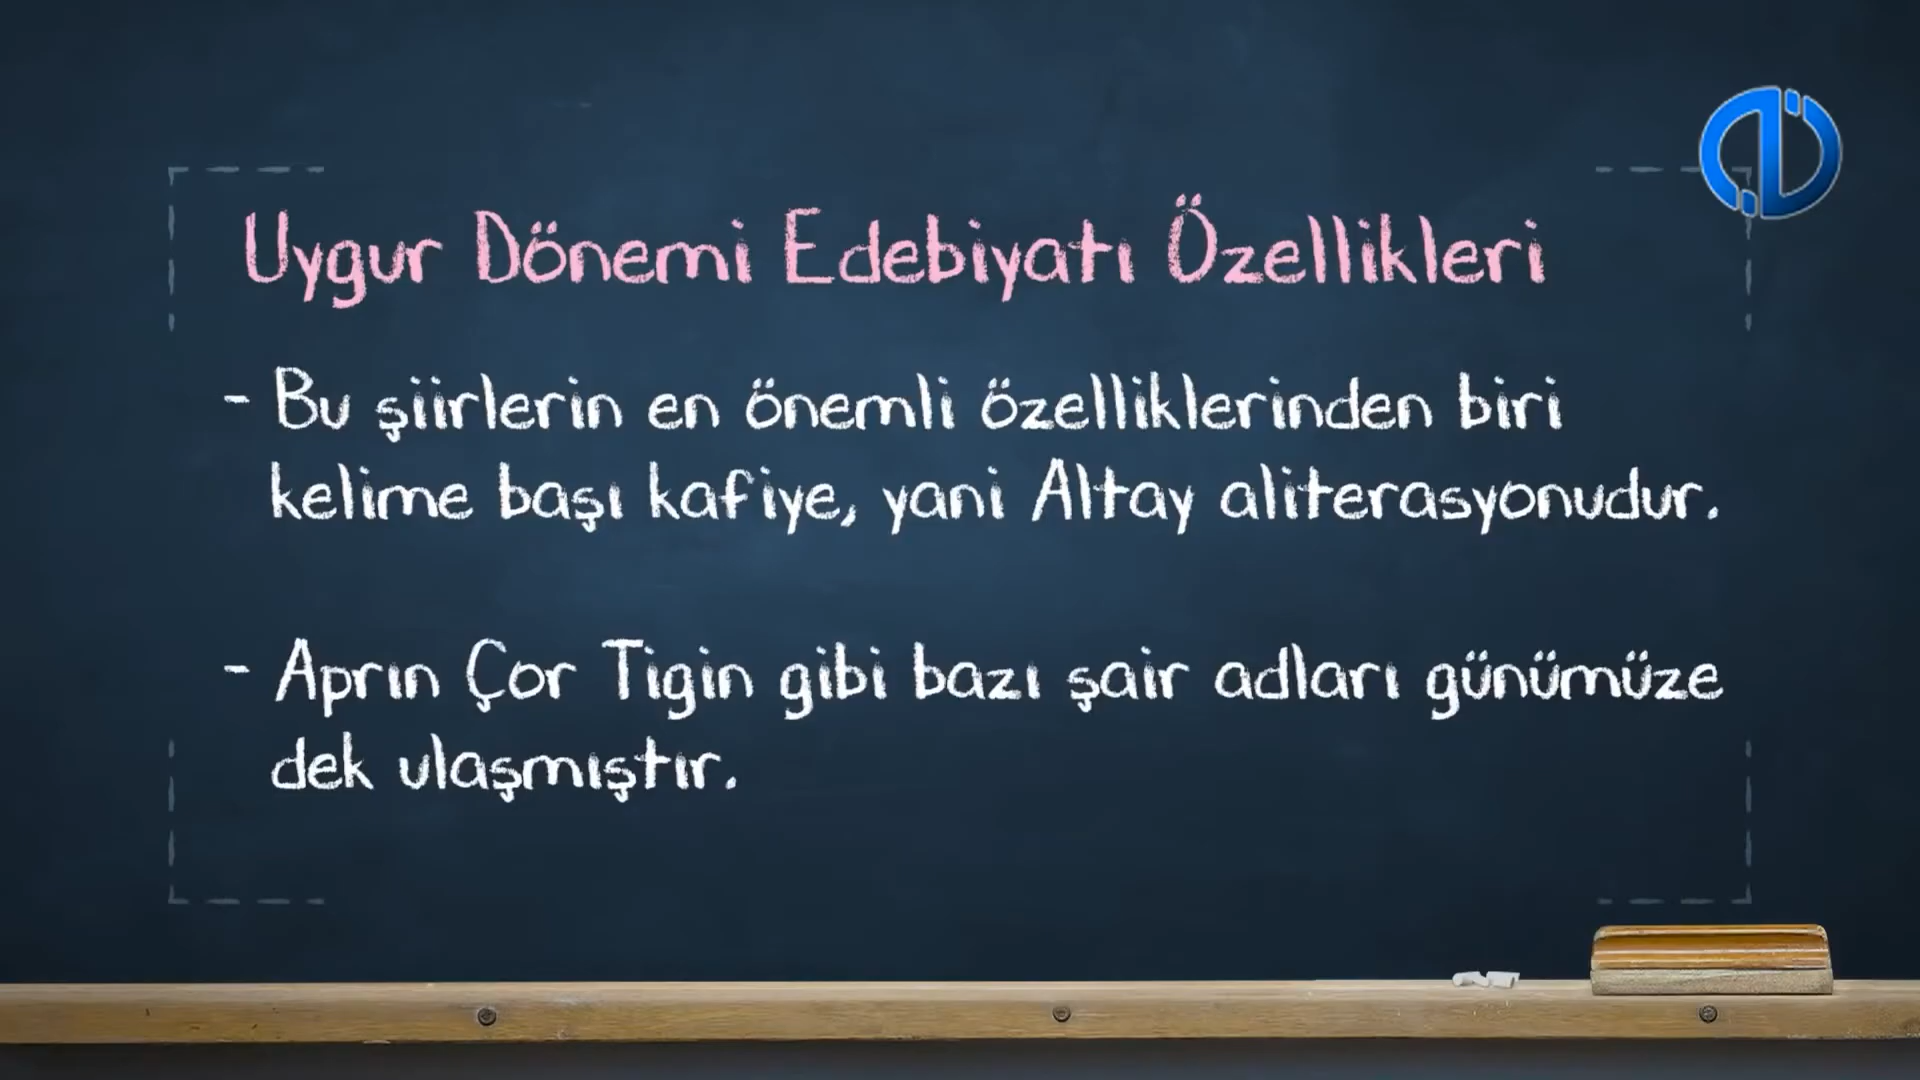 Uygur Dönemi Edebiyatı Özellikleri
- Bu şiirlerin en önemli özelliklerinden biri
kelime başı kafiye, yani Altay aliterasyonudur.
- Aprın Çor Tigin gibi bazı şair adları günümüze
dek ulaşmıştır.